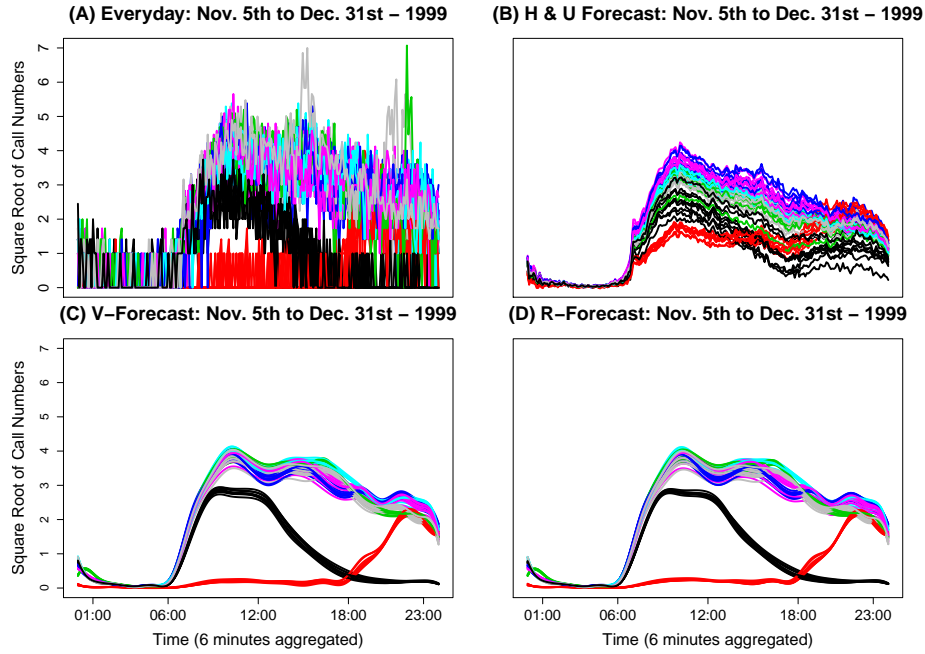 (A) Everyday: Nov. 5th to Dec. 31st − 1999
(B) H & U Forecast: Nov. 5th to Dec. 31st − 1999
Square Root of Call Numbers
7
6
5
4
3
2
1
0
(C) V−Forecast: Nov. 5th to Dec. 31st − 1999
(D) R−Forecast: Nov. 5th to Dec. 31st − 1999
Square Root of Call Numbers
7
6
5
4
3
2
1
0
01:00 06:00 12:00 18:00 23:00
01:00 06:00 12:00 18:00 23:00
Time (6 minutes aggregated)
Time (6 minutes aggregated)